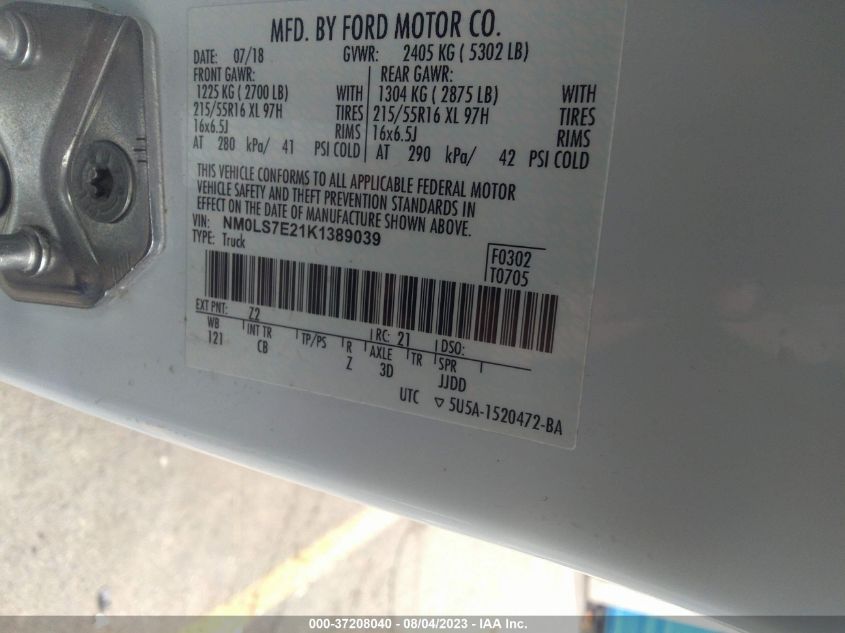 MFD. BY FORD MOTOR CO.
DATE: 07/18 GVWR: 2405 KG ( 5302 LB)
FRONT GAWR: REAR GAWR:
1225 KG ( 2700 LB) WITH 1304 KG ( 2875 LB) WITH
215/55R16 XL 97H TIRES 215/55R16 XL 97H TIRES
16x6.5J RIMS 16x6.5J RIMS
AT 280 kPa/ 41 PSI COLD AT 290 kPa/ 42 PSI COLD
THIS VEHICLE CONFORMS TO ALL APPLICABLE FEDERAL MOTOR
VEHICLE SAFETY AND THEFT PREVENTION STANDARDS IN
EFFECT ON THE DATE OF MANUFACTURE SHOWN ABOVE.
VIN: NM0LS7E21K1389039
TYPE: Truck
F0302
T0705
EXT PNT: Z2 RC: 21 DSO:
WB INT TR TP/PS R AXLE TR SPR
121 CB Z 3D JJDD
UTC ▽ 5U5A-1520472-BA
000-37208040 - 08/04/2023 - IAA Inc.